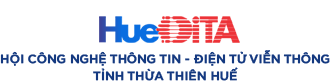 HueDITA
HỘI CÔNG NGHỆ THÔNG TIN - ĐIỆN TỬ VIỄN THÔNG
TỈNH THỪA THIÊN HUẾ